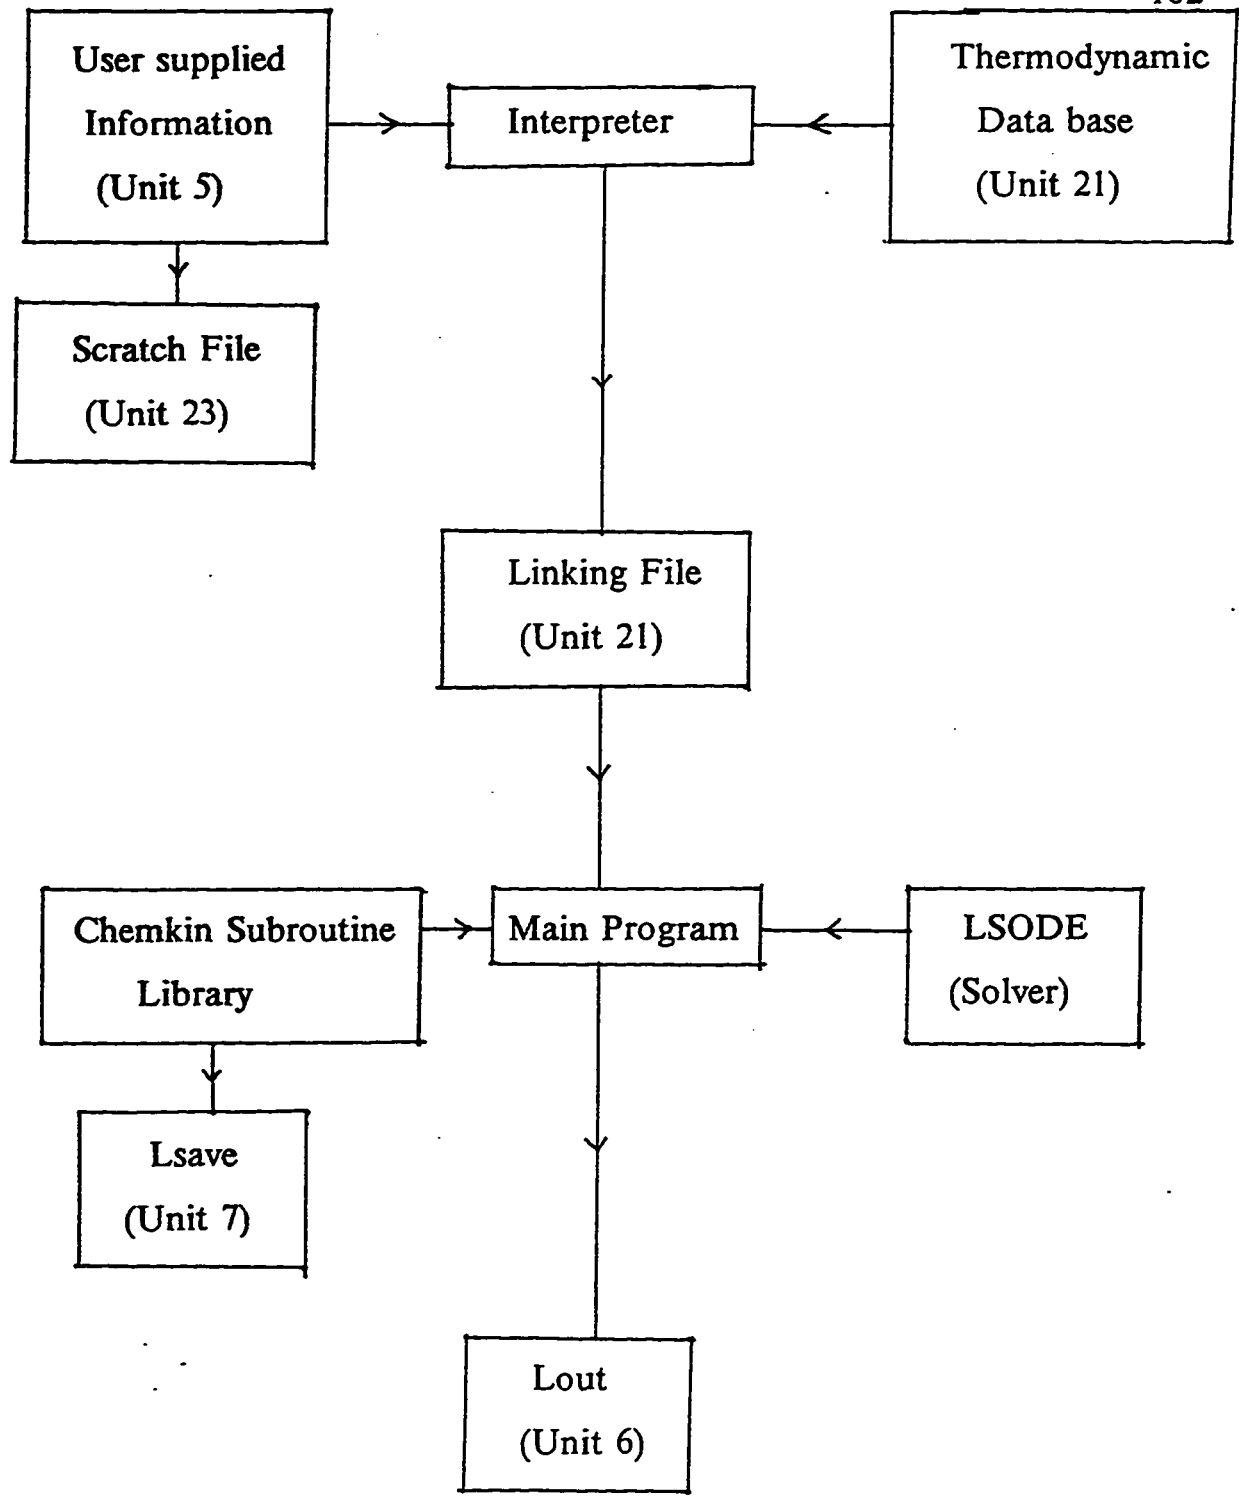 User supplied
Information
(Unit 5)
Interpreter
Thermodynamic
Data base
(Unit 21)
Scratch File
(Unit 23)
Linking File
(Unit 21)
Chemkin Subroutine
Library
Main Program
LSODE
(Solver)
Lsave
(Unit 7)
Lout
(Unit 6)